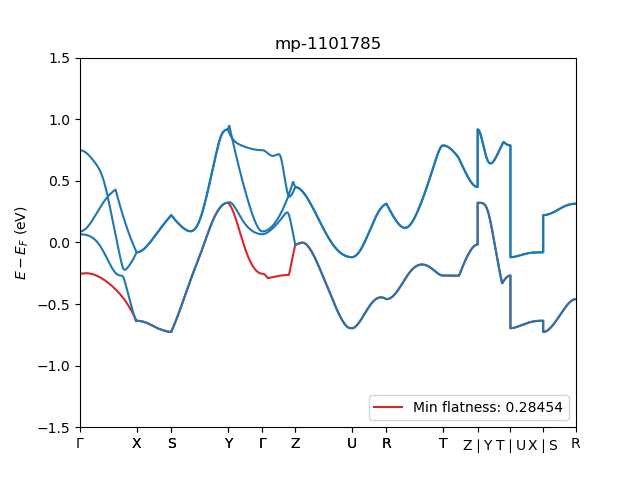 mp-1101785
E − E_F (eV)
1.5
1.0
0.5
0.0
−0.5
−1.0
−1.5
Min flatness: 0.28454
Γ X S Y Γ Z U R T Z | Y T | U X | S R